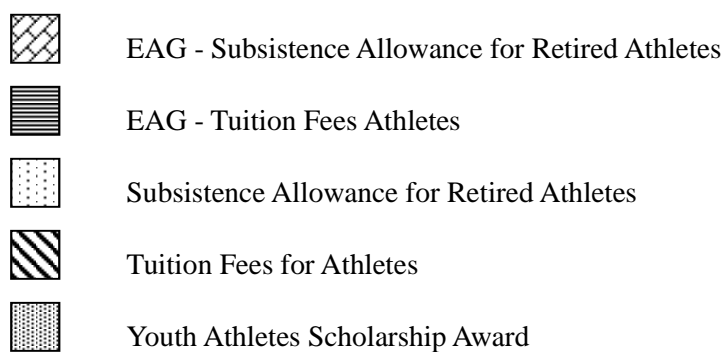 EAG - Subsistence Allowance for Retired Athletes
EAG - Tuition Fees Athletes
Subsistence Allowance for Retired Athletes
Tuition Fees for Athletes
Youth Athletes Scholarship Award